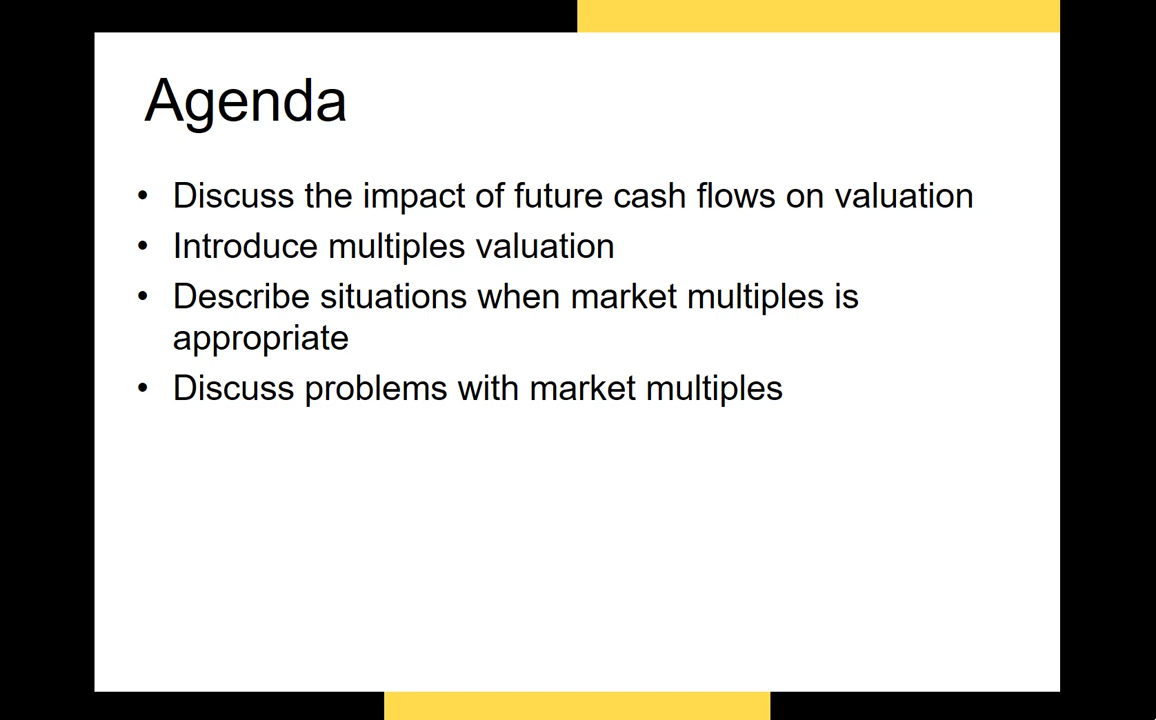 Agenda
• Discuss the impact of future cash flows on valuation
• Introduce multiples valuation
• Describe situations when market multiples is
appropriate
• Discuss problems with market multiples